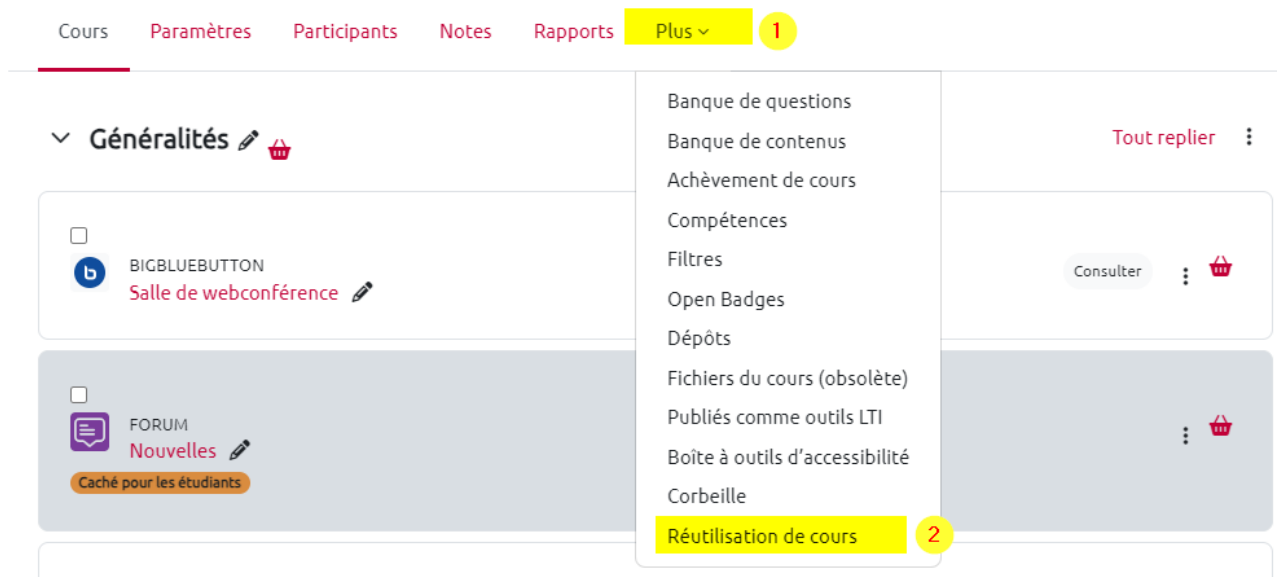 Cours Paramètres Participants Notes Rapports Plus 1
Banque de questions
Généralités
Banque de contenus
Tout replier
Achèvement de cours
Compétences
Filtres
BIGBLUEBUTTON
Consulter
Salle de webconférence
Open Badges
Dépôts
Fichiers du cours (obsolète)
Publiés comme outils LTI
FORUM
Nouvelles
Boîte à outils d’accessibilité
Caché pour les étudiants
Corbeille
Réutilisation de cours 2